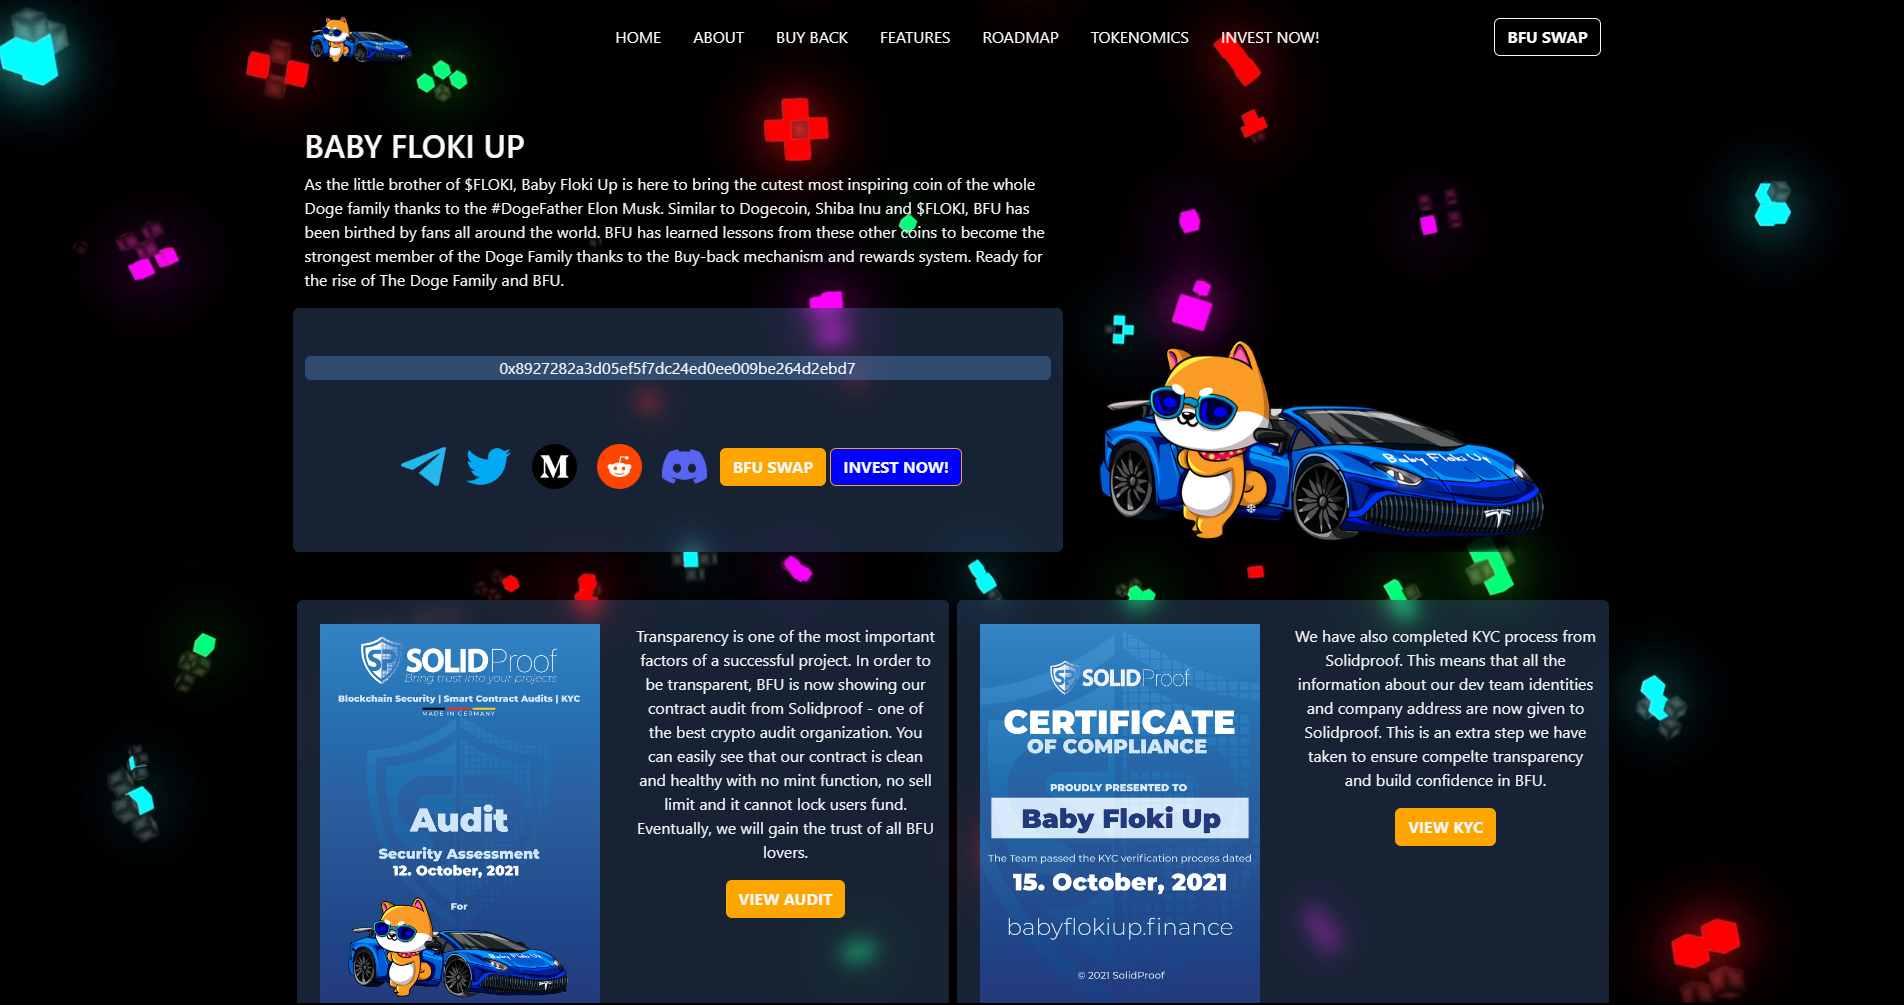 HOME ABOUT BUY BACK FEATURES ROADMAP TOKENOMICS INVEST NOW! BFU SWAP
BABY FLOKI UP
As the little brother of $FLOKI, Baby Floki Up is here to bring the cutest most inspiring coin of the whole
Doge family thanks to the #DogeFather Elon Musk. Similar to Dogecoin, Shiba Inu and $FLOKI, BFU has
been birthed by fans all around the world. BFU has learned lessons from these other coins to become the
strongest member of the Doge Family thanks to the Buy-back mechanism and rewards system. Ready for
the rise of The Doge Family and BFU.
0x8927282a3d05ef5f7dc24ed0ee009be264d2ebd7
M BFU SWAP INVEST NOW!
Baby Floki Up
SF SOLIDProof
Bring trust into your projects
Blockchain Security | Smart Contract Audits | KYC
MADE IN GERMANY
Audit
Security Assessment
12. October, 2021
For
Baby Floki Up
Transparency is one of the most important
factors of a successful project. In order to
be transparent, BFU is now showing our
contract audit from Solidproof - one of
the best crypto audit organization. You
can easily see that our contract is clean
and healthy with no mint function, no sell
limit and it cannot lock users fund.
Eventually, we will gain the trust of all BFU
lovers.
VIEW AUDIT
SF SOLIDProof
CERTIFICATE
OF COMPLIANCE
PROUDLY PRESENTED TO
Baby Floki Up
The Team passed the KYC verification process dated
15. October, 2021
babyflokiup.finance
© 2021 SolidProof
We have also completed KYC process from
Solidproof. This means that all the
information about our dev team identities
and company address are now given to
Solidproof. This is an extra step we have
taken to ensure compelte transparency
and build confidence in BFU.
VIEW KYC